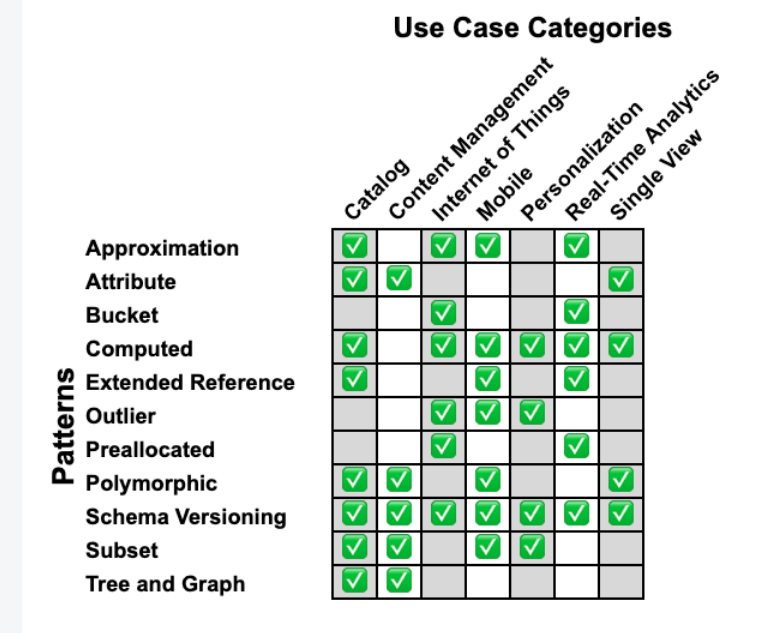 Use Case Categories
Catalog
Content Management
Internet of Things
Mobile
Personalization
Real-Time Analytics
Single View
Patterns
Approximation
Attribute
Bucket
Computed
Extended Reference
Outlier
Preallocated
Polymorphic
Schema Versioning
Subset
Tree and Graph